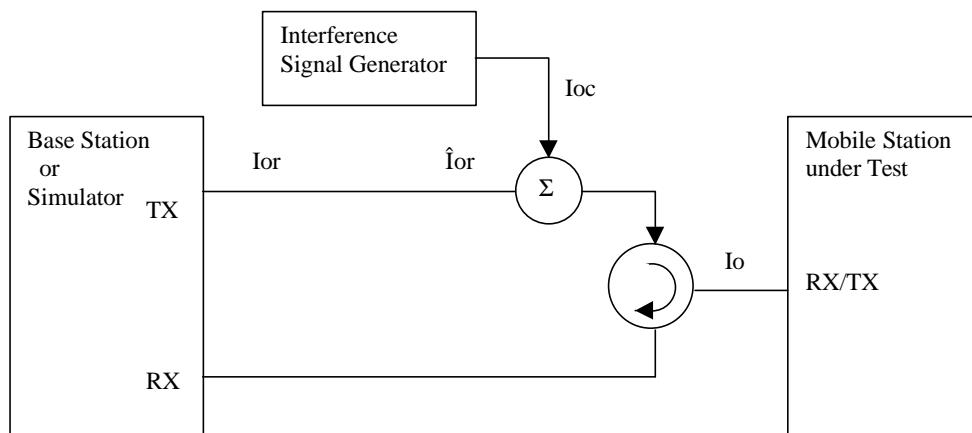 Interference
Signal Generator
Ioc
Base Station
or
Simulator
TX
Ior
Îor
Σ
Mobile Station
under Test
Io
RX/TX
RX